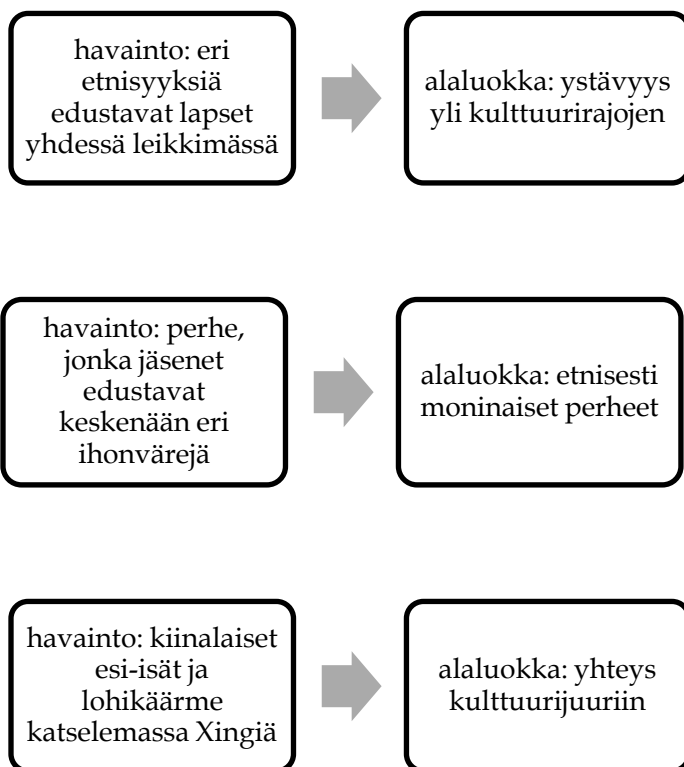 havainto: eri
etnisyyksiä
edustavat lapset
yhdessä leikkimässä
alaluokka: ystävyys
yli kulttuurirajojen
havainto: perhe,
jonka jäsenet
edustavat
keskenään eri
ihonvärejä
alaluokka: etnisesti
moninaiset perheet
havainto: kiinalaiset
esi-isät ja
lohikäärme
katselemassa Xingiä
alaluokka: yhteys
kulttuurijuuriin